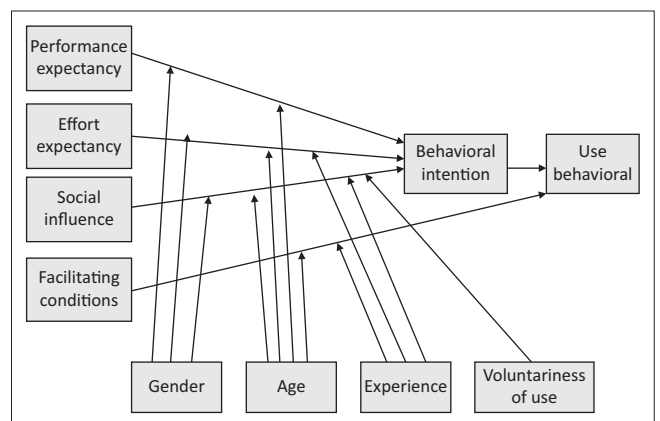 Performance
expectancy
Effort
expectancy
Social
influence
Facilitating
conditions
Behavioral
intention
Use
behavioral
Gender
Age
Experience
Voluntariness
of use